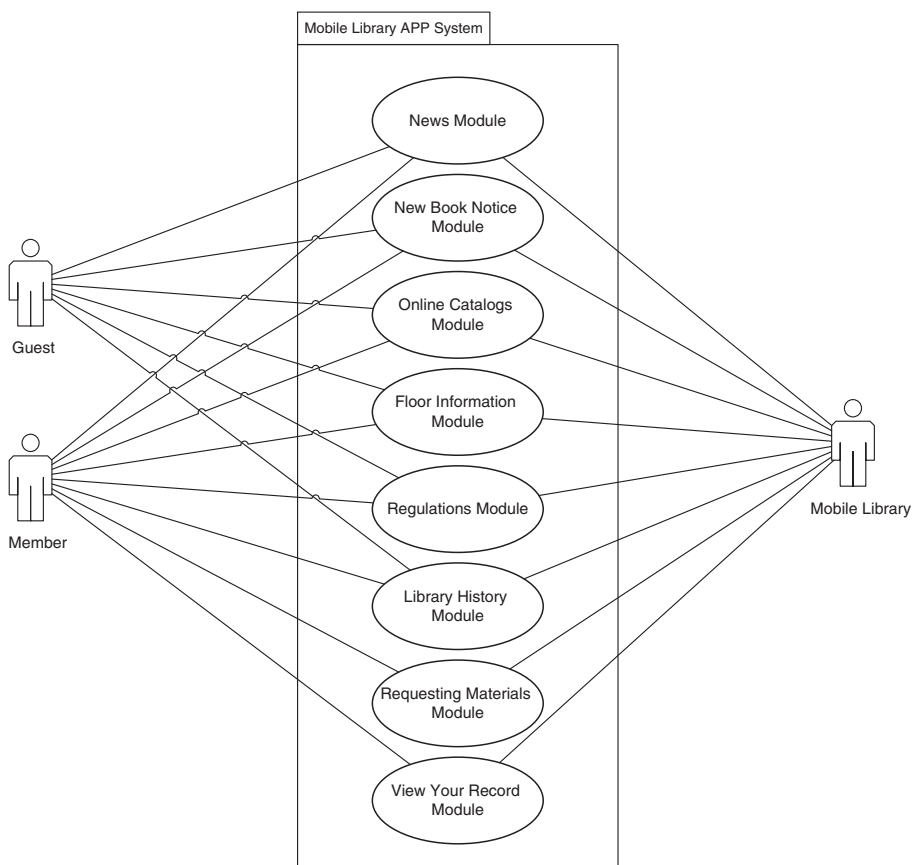 Mobile Library APP System
News Module
New Book Notice
Module
Online Catalogs
Module
Guest
Floor Information
Module
Regulations Module
Mobile Library
Member
Library History
Module
Requesting Materials
Module
View Your Record
Module